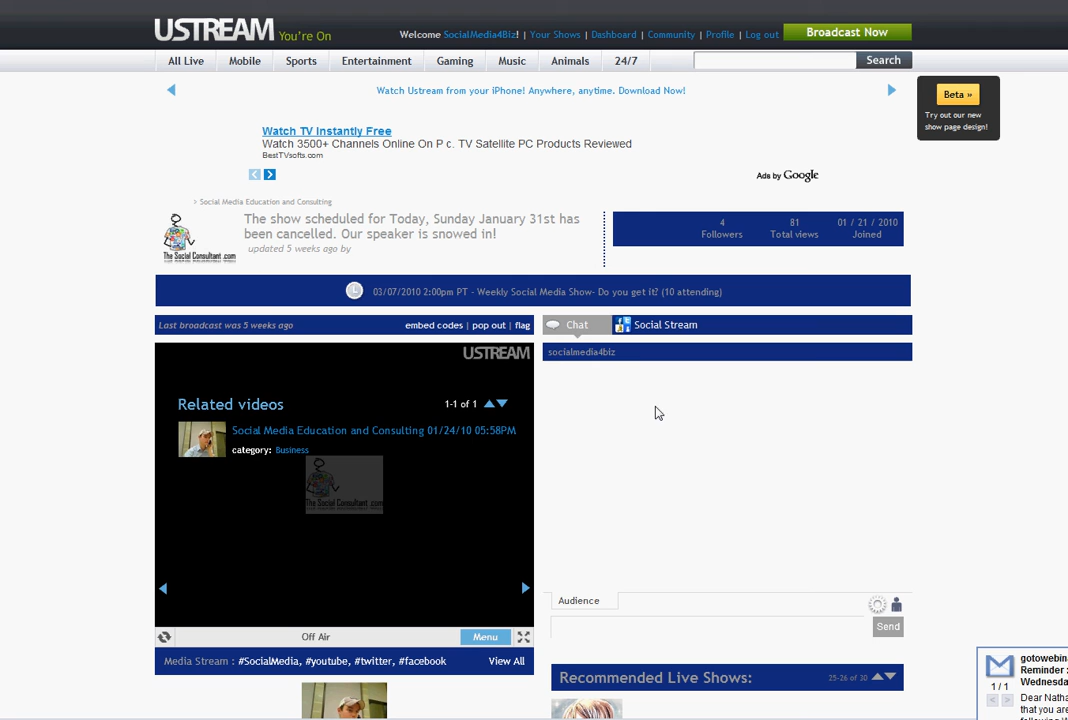 USTREAM You're On
Welcome SocialMedia4Biz! | Your Shows | Dashboard | Community | Profile | Log out
Broadcast Now
All Live Mobile Sports Entertainment Gaming Music Animals 24/7
Search
Watch Ustream from your iPhone! Anywhere, anytime. Download Now!
Beta »
Try out our new
show page design!
Watch TV Instantly Free
Watch 3500+ Channels Online On P c. TV Satellite PC Products Reviewed
BestTVsofts.com
Ads by Google
> Social Media Education and Consulting
The show scheduled for Today, Sunday January 31st has
been cancelled. Our speaker is snowed in!
updated 5 weeks ago by
The Social Consultant .com
4
Followers
81
Total views
01 / 21 / 2010
Joined
03/07/2010 2:00pm PT - Weekly Social Media Show- Do you get it? (10 attending)
Last broadcast was 5 weeks ago
embed codes | pop out | flag
Chat
Social Stream
socialmedia4biz
USTREAM
Related videos
1-1 of 1
Social Media Education and Consulting 01/24/10 05:58PM
category: Business
The Social Consultant .com
Audience
Send
Off Air
Menu
Media Stream : #SocialMedia, #youtube, #twitter, #facebook
View All
Recommended Live Shows:
25-26 of 30
1 / 1
< >
gotowebin
Reminder :
Wednesda
Dear Natha
that you are